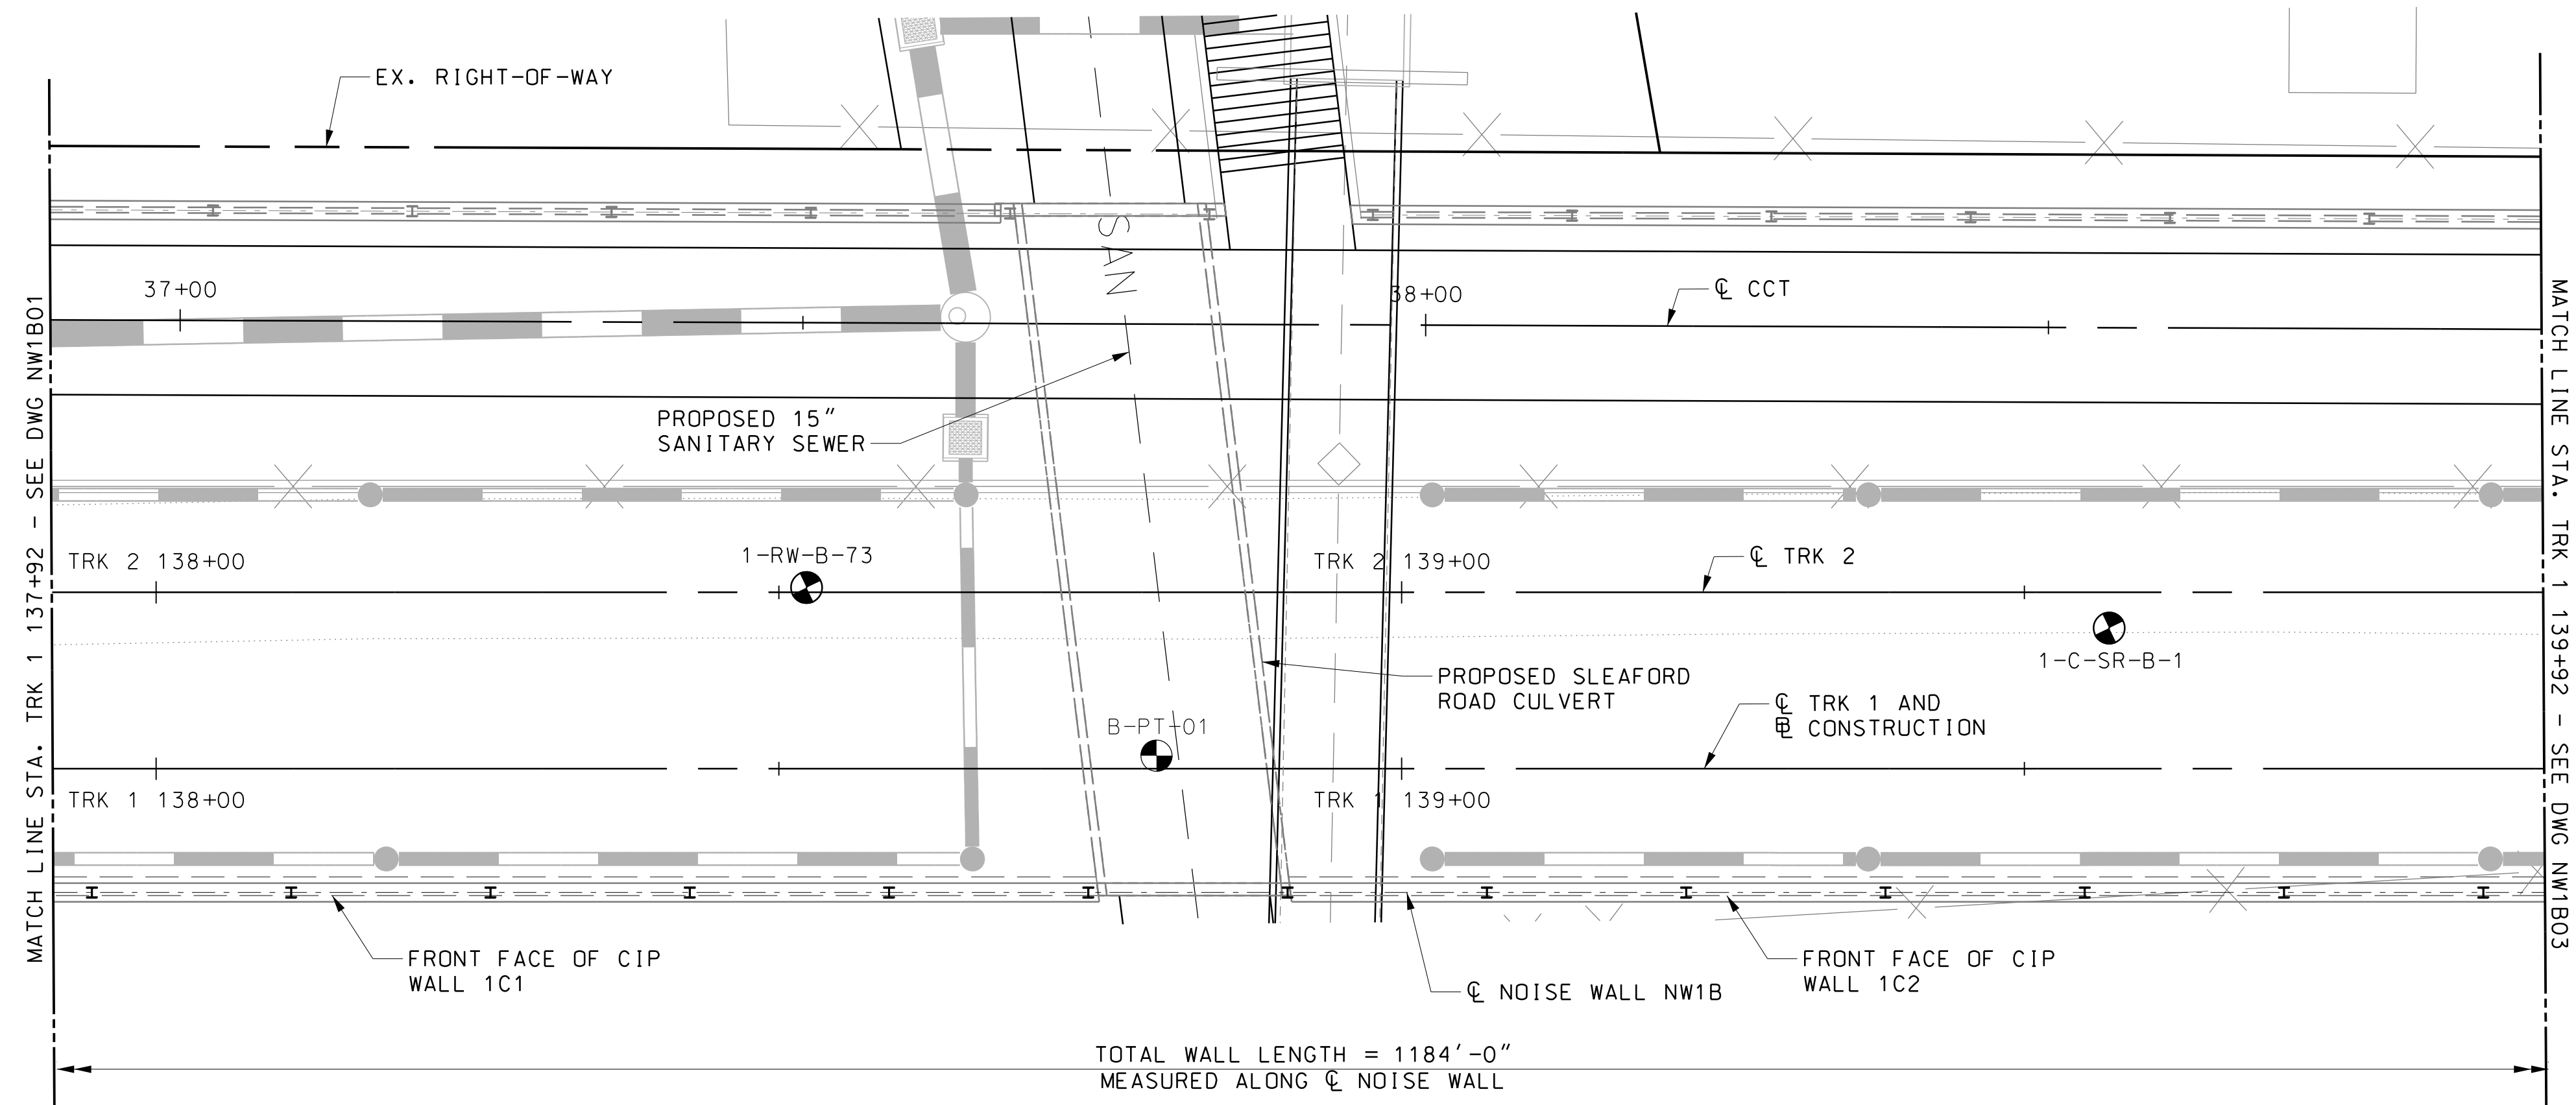 EX. RIGHT-OF-WAY
SAN
37+00
38+00
℄ CCT
PROPOSED 15"
SANITARY SEWER
TRK 2 138+00
1-RW-B-73
TRK 2 139+00
℄ TRK 2
1-C-SR-B-1
PROPOSED SLEAFORD
ROAD CULVERT
℄ TRK 1 AND
BL CONSTRUCTION
B-PT-01
TRK 1 138+00
TRK 1 139+00
FRONT FACE OF CIP
WALL 1C1
℄ NOISE WALL NW1B
FRONT FACE OF CIP
WALL 1C2
TOTAL WALL LENGTH = 1184'-0"
MEASURED ALONG ℄ NOISE WALL
MATCH LINE STA. TRK 1 137+92 - SEE DWG NW1B01
MATCH LINE STA. TRK 1 139+92 - SEE DWG NW1B03